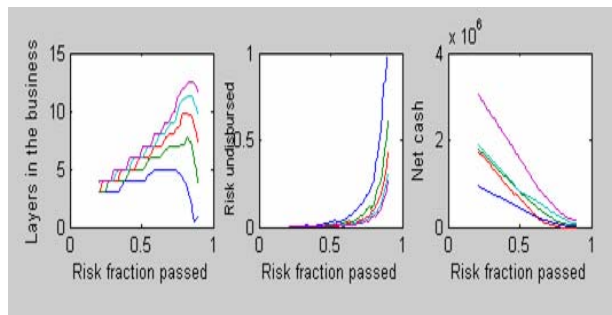 Layers in the business
15
10
5
0
0
0.5
1
Risk fraction passed
Risk undisbursed
1
0.5
0
0
0.5
1
Risk fraction passed
x 10^6
Net cash
4
2
0
0
0.5
1
Risk fraction passed